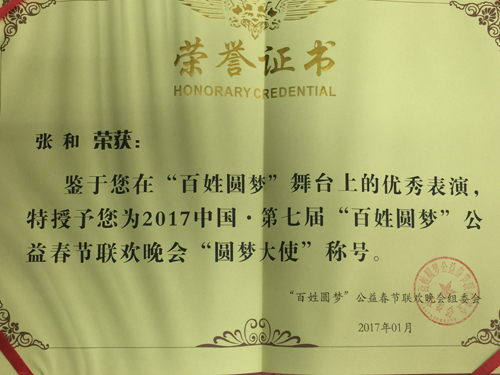 荣誉证书
HONORARY CREDENTIAL
张和 荣获：
鉴于您在“百姓圆梦”舞台上的优秀表演，
特授予您为2017中国·第七届“百姓圆梦”公
益春节联欢晚会“圆梦大使”称号。
“百姓圆梦”公益春节联欢晚会组委会
2017年01月